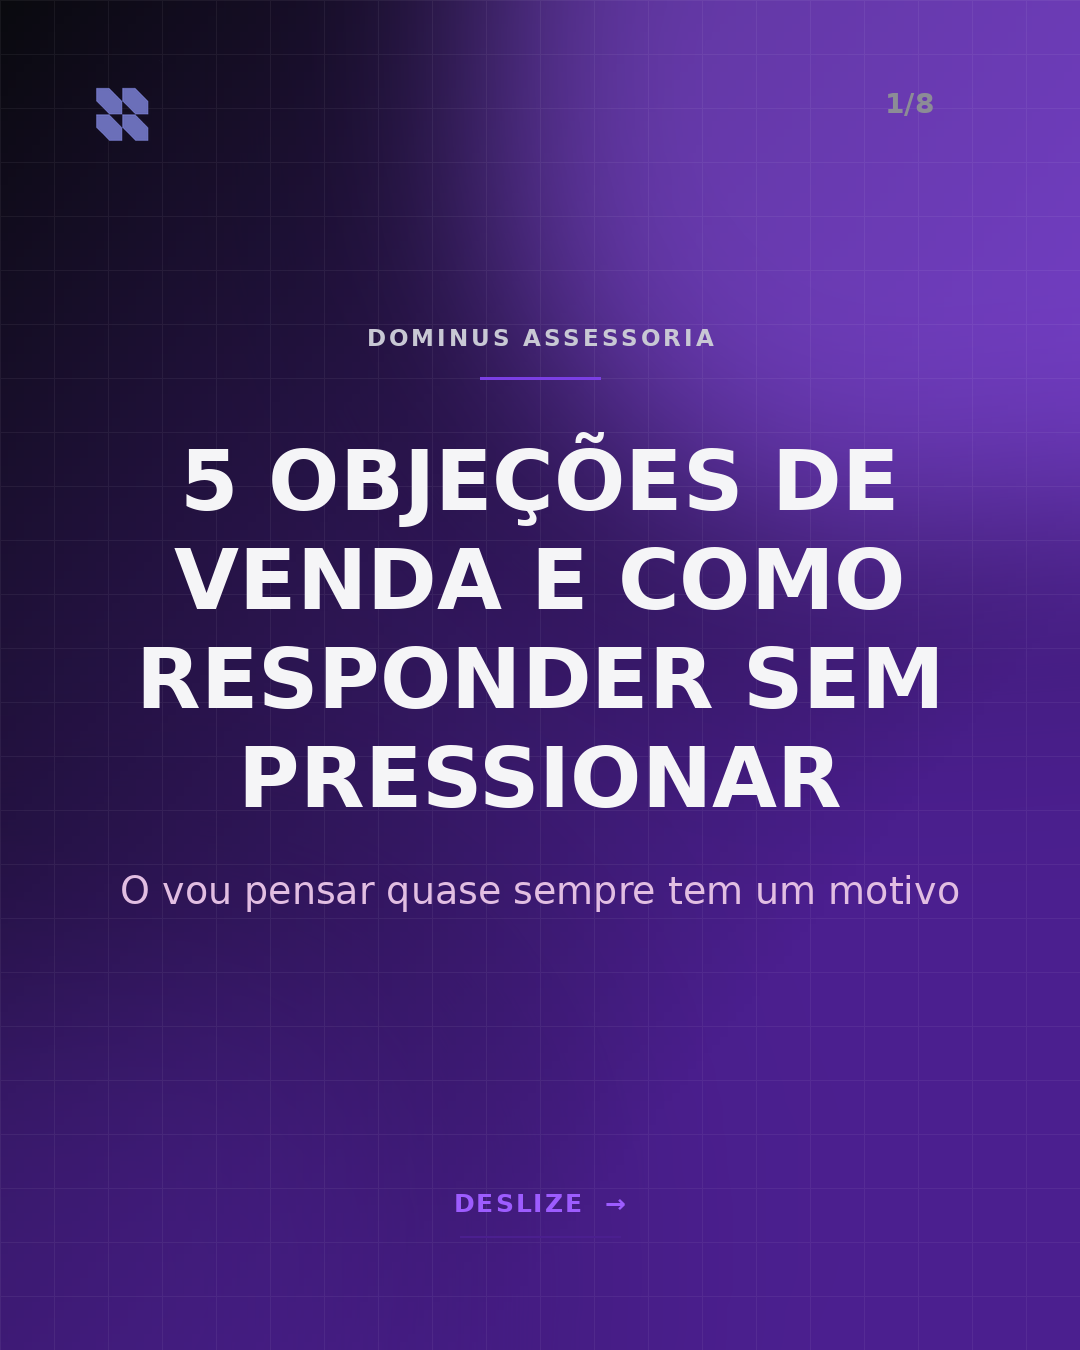 1/8
DOMINUS ASSESSORIA
5 OBJEÇÕES DE
VENDA E COMO
RESPONDER SEM
PRESSIONAR
O vou pensar quase sempre tem um motivo
DESLIZE →